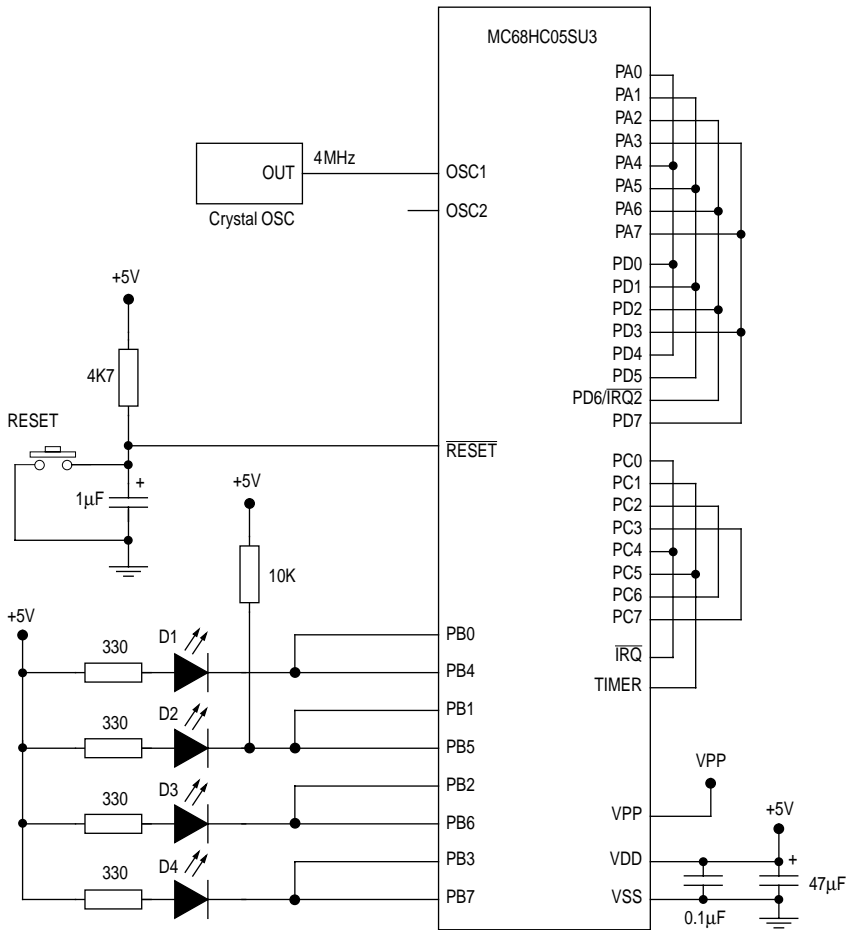 MC68HC05SU3
PA0
PA1
PA2
PA3
PA4
PA5
PA6
PA7
PD0
PD1
PD2
PD3
PD4
PD5
PD6/IRQ2
PD7
PC0
PC1
PC2
PC3
PC4
PC5
PC6
PC7
IRQ
TIMER
VPP
VPP
+5V
VDD
+
VSS
0.1µF
47µF
OUT
4MHz
OSC1
Crystal OSC
OSC2
+5V
4K7
RESET
RESET
+
1µF
+5V
10K
+5V
330
D1
PB0
PB4
330
D2
PB1
PB5
330
D3
PB2
PB6
330
D4
PB3
PB7